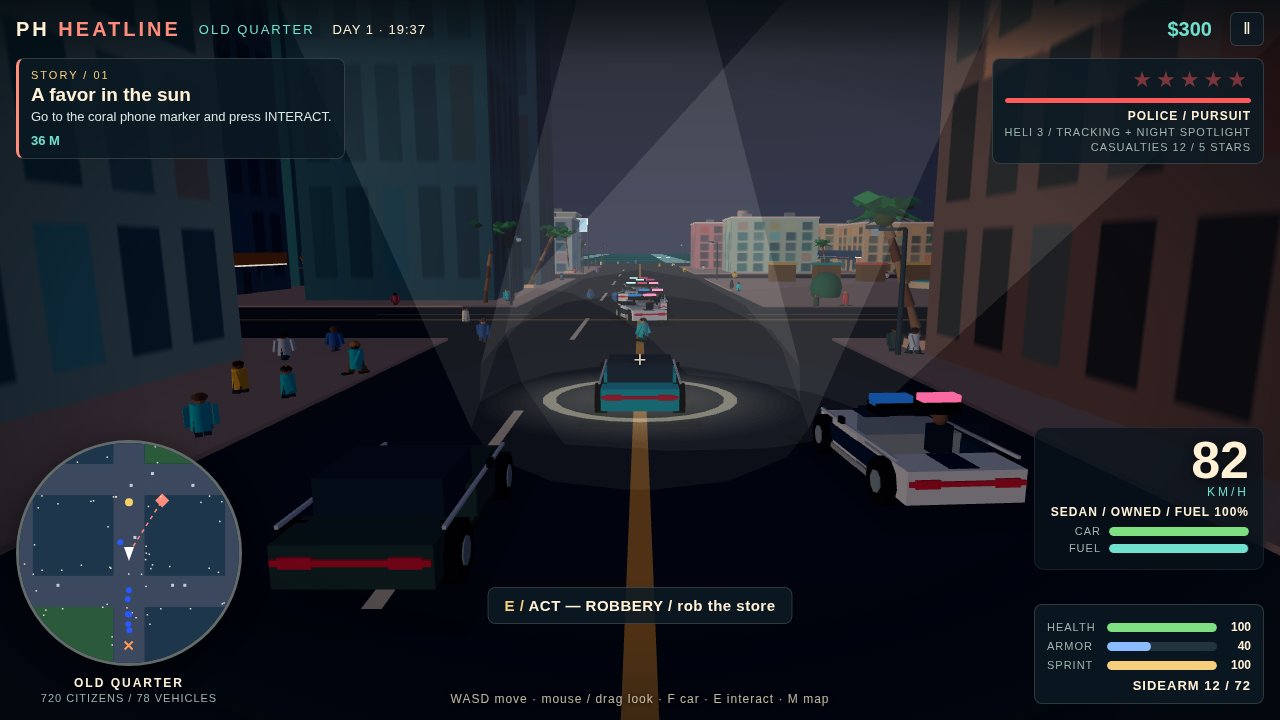 PH HEATLINE OLD QUARTER DAY 1 · 19:37
$300
STORY / 01
A favor in the sun
Go to the coral phone marker and press INTERACT.
36 M
★★★★★
POLICE / PURSUIT
HELI 3 / TRACKING + NIGHT SPOTLIGHT
CASUALTIES 12 / 5 STARS
82
KM/H
SEDAN / OWNED / FUEL 100%
CAR
FUEL
E / ACT — ROBBERY / rob the store
HEALTH 100
ARMOR 40
SPRINT 100
SIDEARM 12 / 72
OLD QUARTER
720 CITIZENS / 78 VEHICLES
WASD move · mouse / drag look · F car · E interact · M map